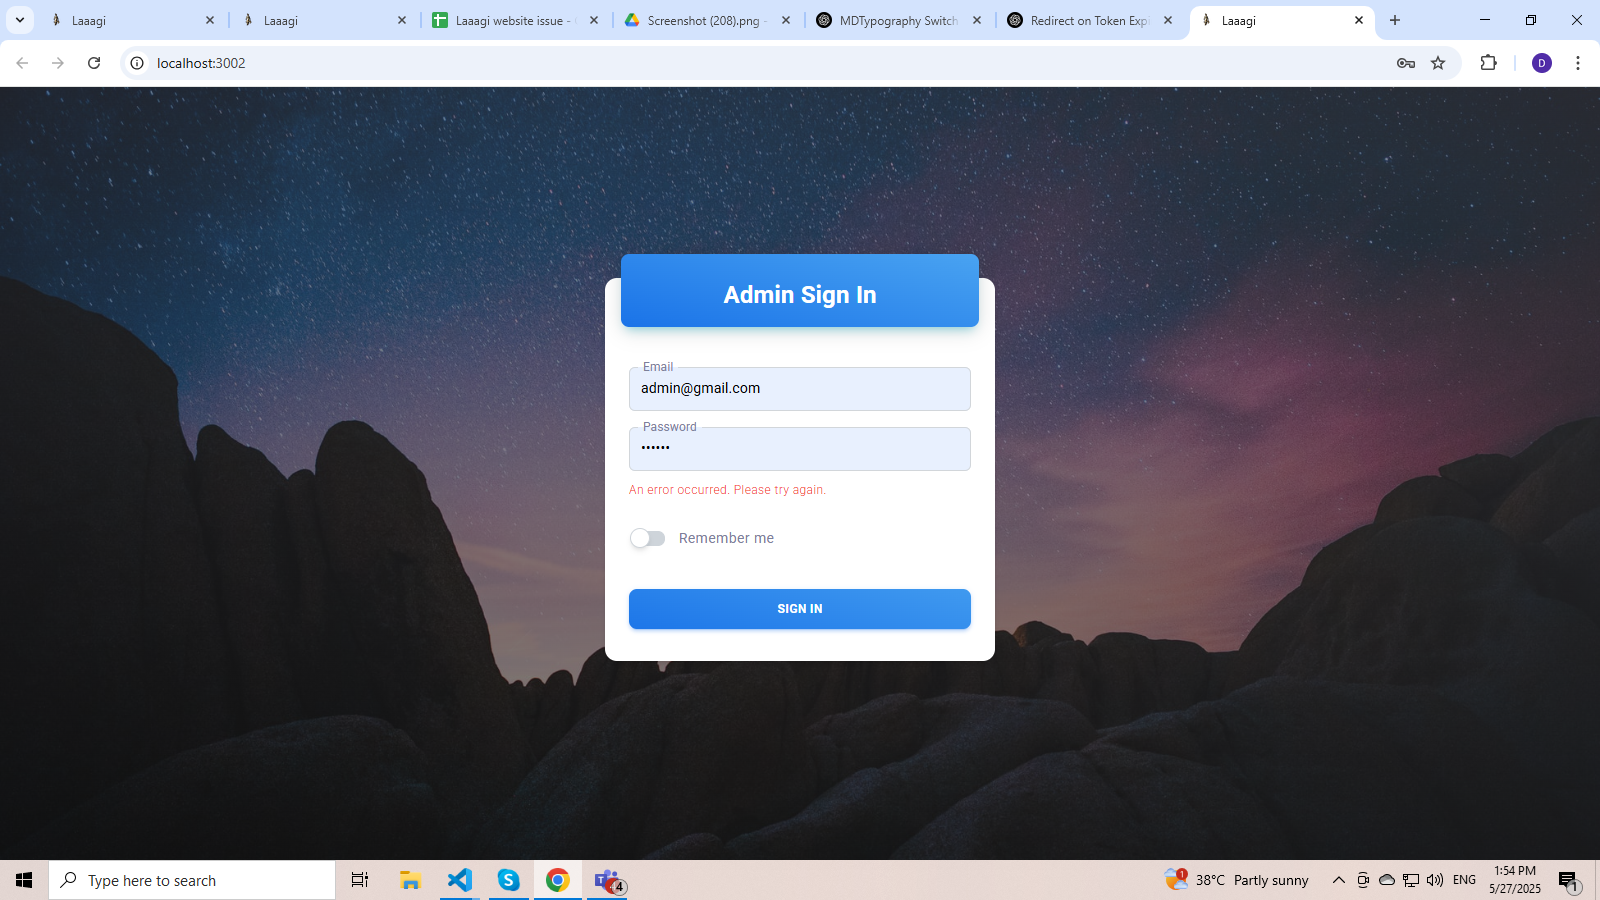 Laaagi
Laaagi
Laaagi website issue -
Screenshot (208).png -
MDTypography Switch
Redirect on Token Expi
Laaagi
localhost:3002
D
Admin Sign In
Email
admin@gmail.com
Password
••••••
An error occurred. Please try again.
Remember me
SIGN IN
Type here to search
4
1
38°C Partly sunny
ENG
1:54 PM
5/27/2025
1